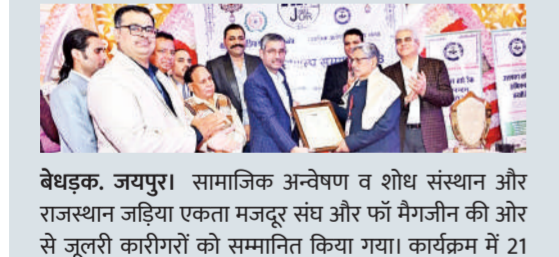 बेधड़क. जयपुर। सामाजिक अन्वेषण व शोध संस्थान और
राजस्थान जड़िया एकता मजदूर संघ और फॉ मैगजीन की ओर
से जूलरी कारीगरों को सम्मानित किया गया। कार्यक्रम में 21